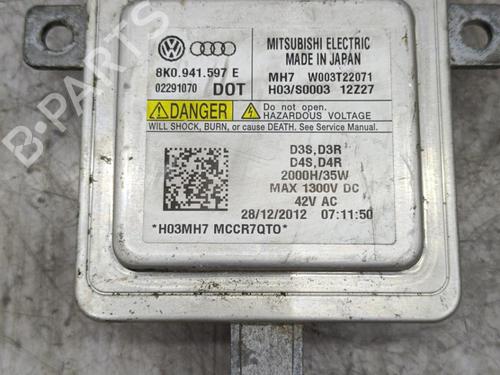 8K0.941.597 E
02291070 DOT
MITSUBISHI ELECTRIC
MADE IN JAPAN
MH7 W003T22071
H03/S0003 12Z27
DANGER
Do not open.
HAZARDOUS VOLTAGE
WILL SHOCK, BURN, or cause DEATH. See Service Manual.
D3S,D3R
D4S,D4R
2000H/35W
MAX 1300V DC
42V AC
28/12/2012 07:11:50
*H03MH7 MCCR7QTO*
B-PARTS